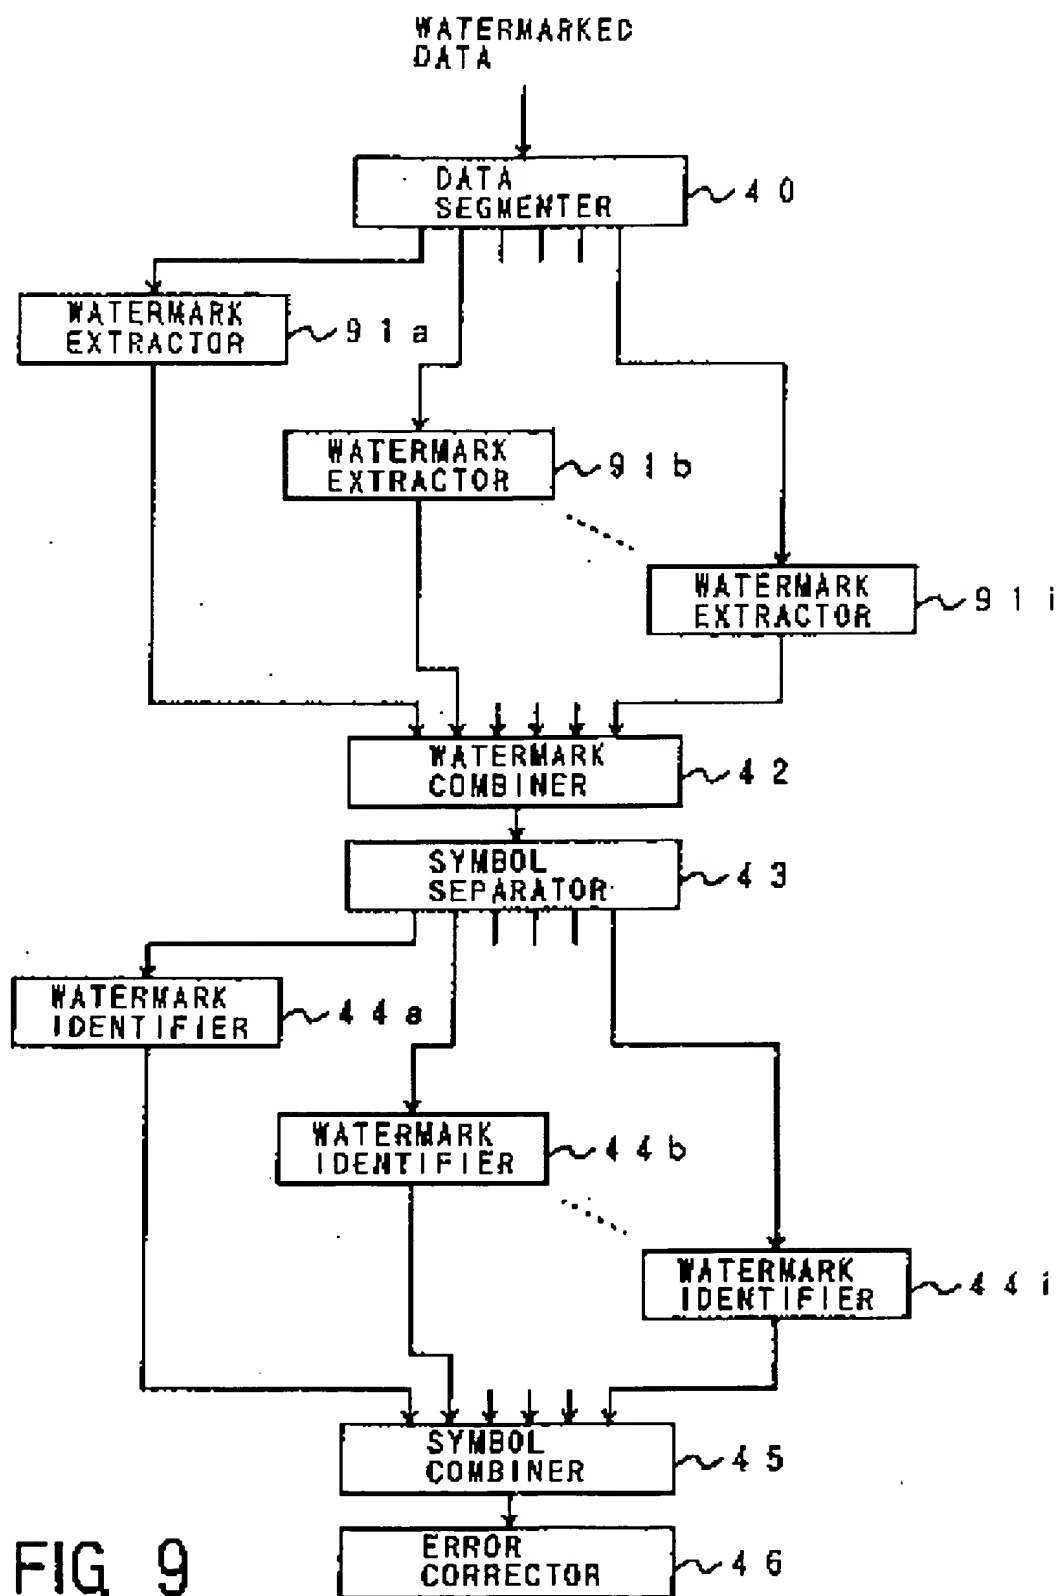 WATERMARKED
DATA
DATA
SEGMENTER
40
WATERMARK
EXTRACTOR
91a
WATERMARK
EXTRACTOR
91b
WATERMARK
EXTRACTOR
91i
WATERMARK
COMBINER
42
SYMBOL
SEPARATOR
43
WATERMARK
IDENTIFIER
44a
WATERMARK
IDENTIFIER
44b
WATERMARK
IDENTIFIER
44i
SYMBOL
COMBINER
45
ERROR
CORRECTOR
46
FIG 9